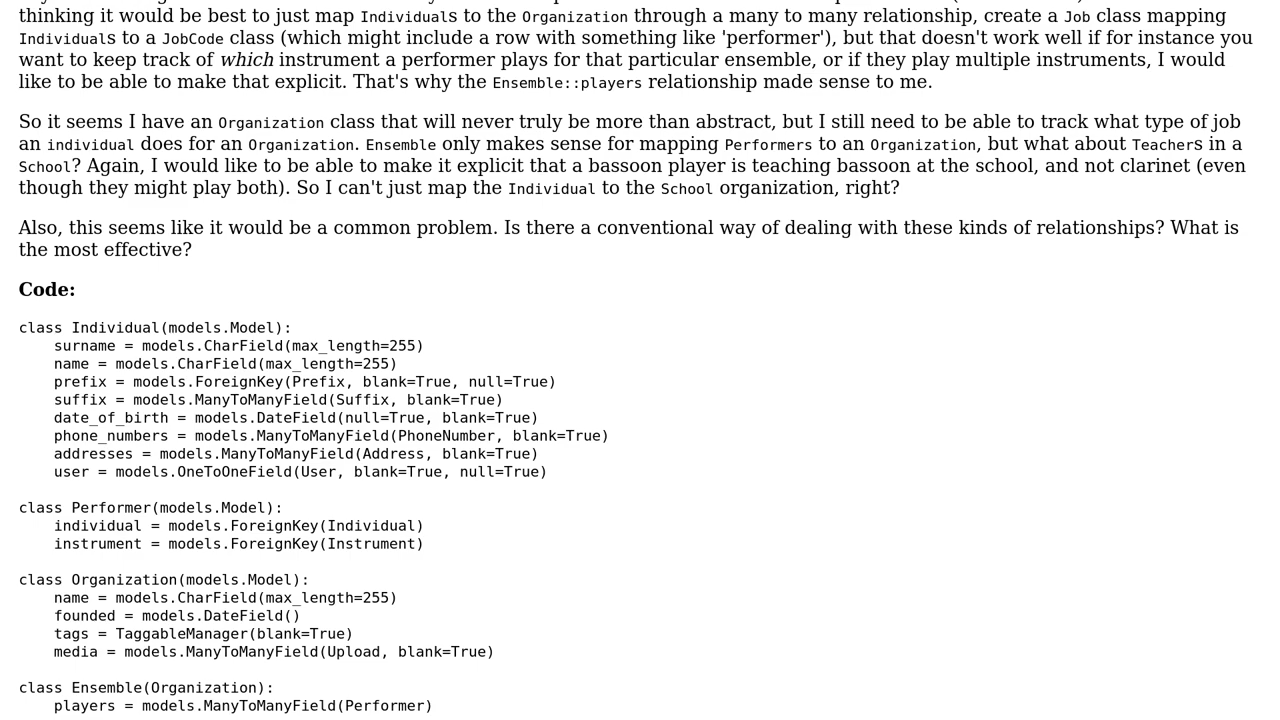 thinking it would be best to just map Individuals to the Organization through a many to many relationship, create a Job class mapping
Individuals to a JobCode class (which might include a row with something like 'performer'), but that doesn't work well if for instance you
want to keep track of which instrument a performer plays for that particular ensemble, or if they play multiple instruments, I would
like to be able to make that explicit. That's why the Ensemble::players relationship made sense to me.
So it seems I have an Organization class that will never truly be more than abstract, but I still need to be able to track what type of job
an individual does for an Organization. Ensemble only makes sense for mapping Performers to an Organization, but what about Teachers in a
School? Again, I would like to be able to make it explicit that a bassoon player is teaching bassoon at the school, and not clarinet (even
though they might play both). So I can't just map the Individual to the School organization, right?
Also, this seems like it would be a common problem. Is there a conventional way of dealing with these kinds of relationships? What is
the most effective?
Code:
class Individual(models.Model):
    surname = models.CharField(max_length=255)
    name = models.CharField(max_length=255)
    prefix = models.ForeignKey(Prefix, blank=True, null=True)
    suffix = models.ManyToManyField(Suffix, blank=True)
    date_of_birth = models.DateField(null=True, blank=True)
    phone_numbers = models.ManyToManyField(PhoneNumber, blank=True)
    addresses = models.ManyToManyField(Address, blank=True)
    user = models.OneToOneField(User, blank=True, null=True)
class Performer(models.Model):
    individual = models.ForeignKey(Individual)
    instrument = models.ForeignKey(Instrument)
class Organization(models.Model):
    name = models.CharField(max_length=255)
    founded = models.DateField()
    tags = TaggableManager(blank=True)
    media = models.ManyToManyField(Upload, blank=True)
class Ensemble(Organization):
    players = models.ManyToManyField(Performer)